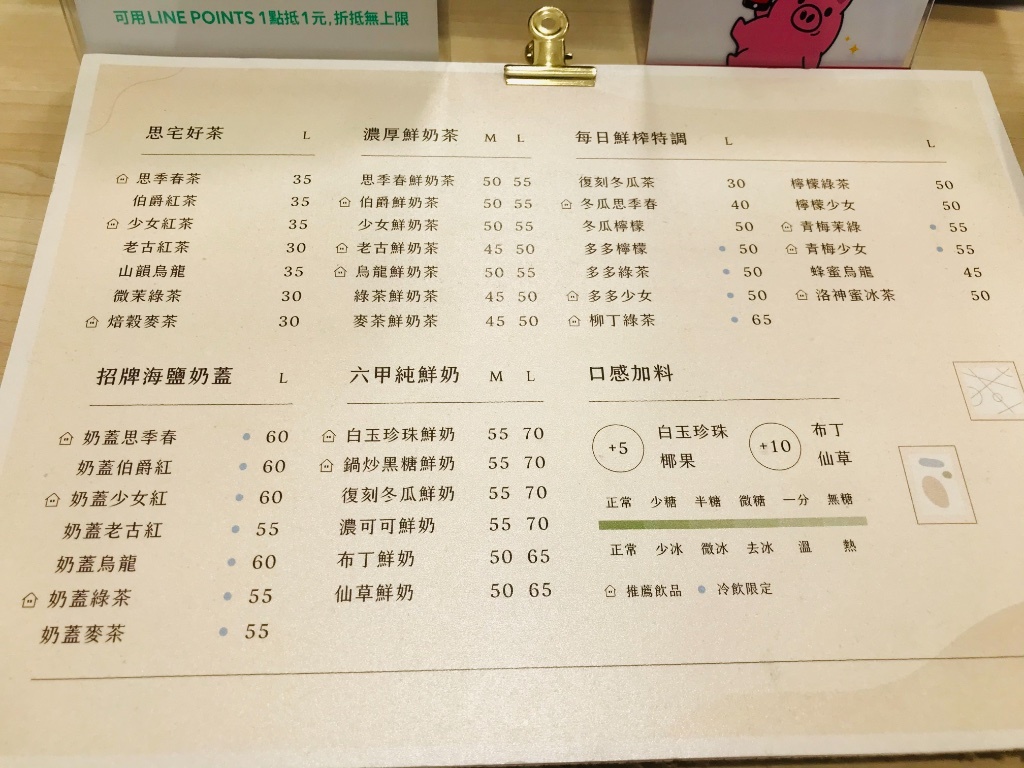 可用LINE POINTS 1點抵1元,折抵無上限
思宅好茶 L
思季春茶 35
伯爵紅茶 35
少女紅茶 35
老古紅茶 30
山韻烏龍 35
微茉綠茶 30
焙穀麥茶 30
濃厚鮮奶茶 M L
思季春鮮奶茶 50 55
伯爵鮮奶茶 50 55
少女鮮奶茶 50 55
老古鮮奶茶 45 50
烏龍鮮奶茶 50 55
綠茶鮮奶茶 45 50
麥茶鮮奶茶 45 50
每日鮮榨特調 L L
復刻冬瓜茶 30
冬瓜思季春 40
冬瓜檸檬 50
多多檸檬 50
多多綠茶 50
多多少女 50
柳丁綠茶 65
檸檬綠茶 50
檸檬少女 50
青梅茉綠 55
青梅少女 55
蜂蜜烏龍 45
洛神蜜冰茶 50
招牌海鹽奶蓋 L
奶蓋思季春 60
奶蓋伯爵紅 60
奶蓋少女紅 60
奶蓋老古紅 55
奶蓋烏龍 60
奶蓋綠茶 55
奶蓋麥茶 55
六甲純鮮奶 M L
白玉珍珠鮮奶 55 70
鍋炒黑糖鮮奶 55 70
復刻冬瓜鮮奶 55 70
濃可可鮮奶 55 70
布丁鮮奶 50 65
仙草鮮奶 50 65
口感加料
+5 白玉珍珠 椰果
+10 布丁 仙草
正常 少糖 半糖 微糖 一分 無糖
正常 少冰 微冰 去冰 溫 熱
推薦飲品 冷飲限定